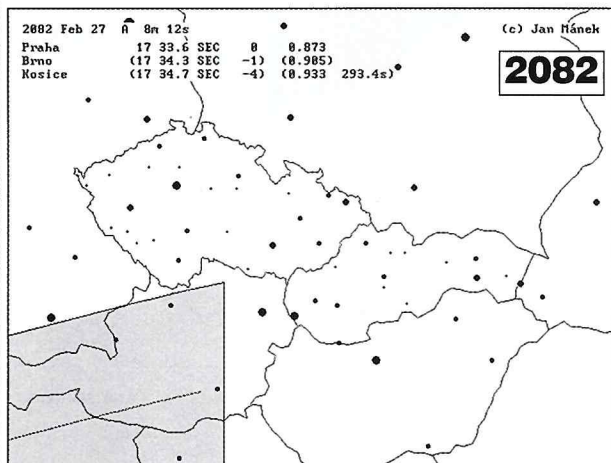 2082 Feb 27 A 8m 12s
(c) Jan Mánek
2082
Praha 17 33.6 SEC 0 0.873
Brno (17 34.3 SEC -1) (0.905)
Kosice (17 34.7 SEC -4) (0.933 293.4s)